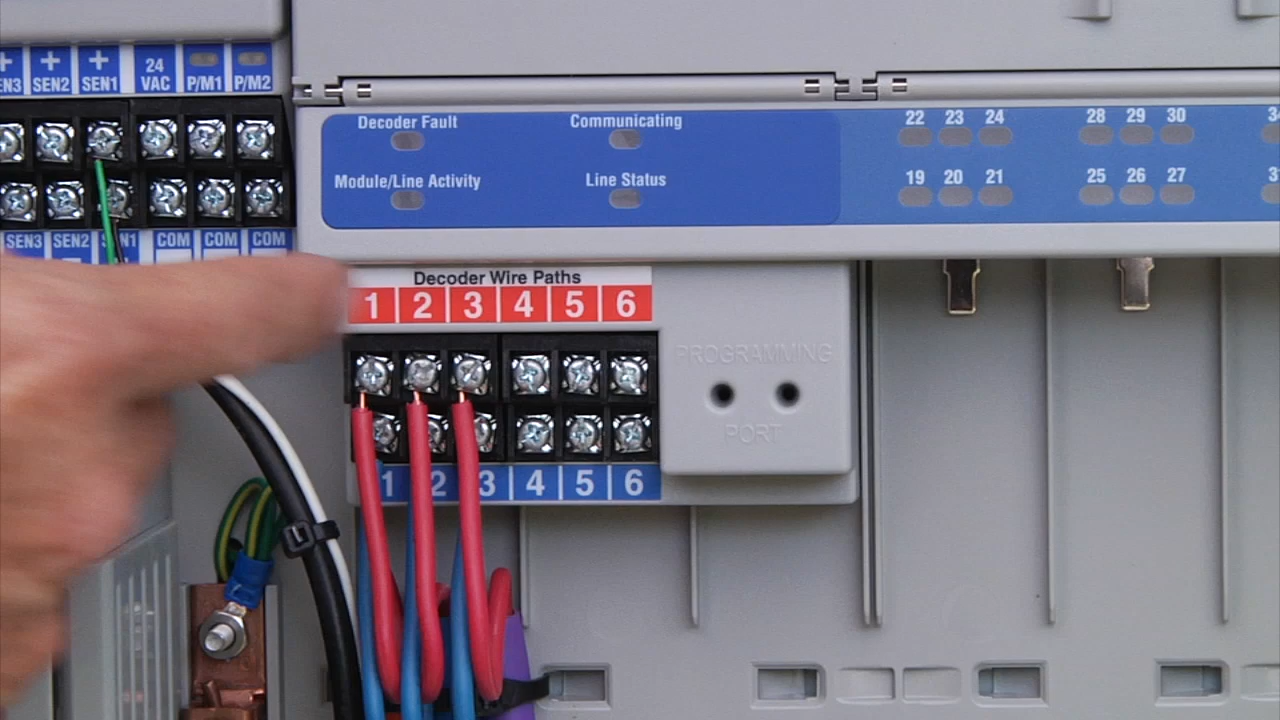 SEN2 SEN1 24 VAC P/M1 P/M2
Decoder Fault
Communicating
Module/Line Activity
Line Status
22 23 24 28 29 30
19 20 21 25 26 27
SEN3 SEN2 COM COM COM
Decoder Wire Paths
1 2 3 4 5 6
PROGRAMMING
PORT
1 2 3 4 5 6